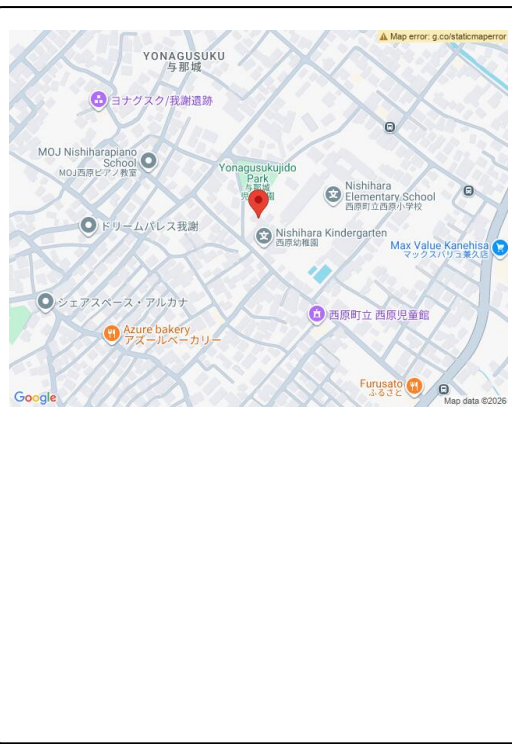 Map error: g.co/staticmaperror
YONAGUSUKU
与那城
ヨナグスク/我謝遺跡
MOJ Nishiharapiano
School
MOJ西原ピアノ教室
Yonagusukujido
Park
与那城
Nishihara
Elementary School
西原町立西原小学校
ドリームパレス我謝
Nishihara Kindergarten
西原幼稚園
Max Value Kanehisa
マックスバリュ兼久店
シェアスペース・アルカナ
西原町立 西原児童館
Azure bakery
アズールベーカリー
Furusato
ふるさと
Google
Map data ©2026